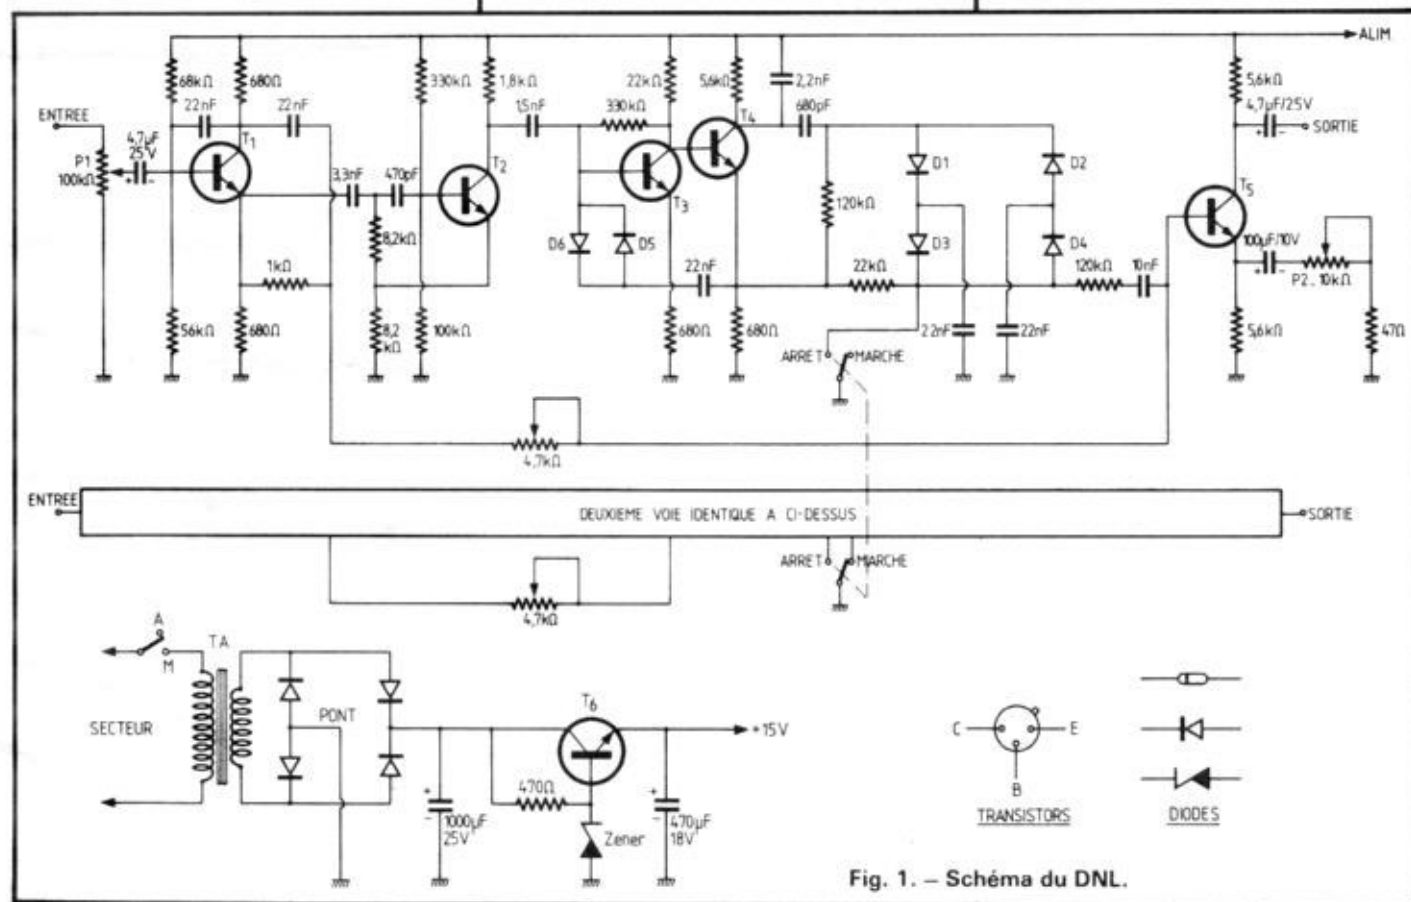 ALIM.
68kΩ
680Ω
330kΩ
1,8kΩ
22kΩ
5,6kΩ
2,2nF
5,6kΩ
22nF
22nF
1,5nF
330kΩ
680pF
4,7µF/25V
SORTIE
ENTREE
P1
100kΩ
4,7µF
25V
T1
T2
T3
T4
T5
3,3nF
470pF
D1
D2
8,2kΩ
D6
D5
120kΩ
D3
D4
100µF/10V
1kΩ
22nF
22kΩ
120kΩ
10nF
P2. 10kΩ
56kΩ
680Ω
8,2
kΩ
100kΩ
680Ω
680Ω
22nF
22nF
5,6kΩ
47Ω
ARRET
MARCHE
4,7kΩ
ENTREE
DEUXIEME VOIE IDENTIQUE A CI-DESSUS
SORTIE
ARRET
MARCHE
4,7kΩ
A
M
TA
SECTEUR
PONT
T6
+15V
470Ω
1000µF
25V
Zener
470µF
18V
+
-
C
E
B
TRANSISTORS
DIODES
Fig. 1. – Schéma du DNL.